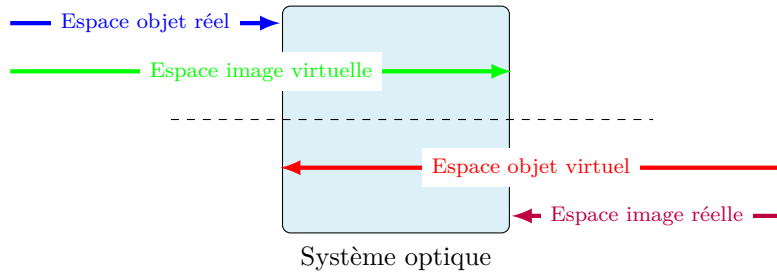 Espace objet réel
Espace image virtuelle
Espace objet virtuel
Espace image réelle
Système optique